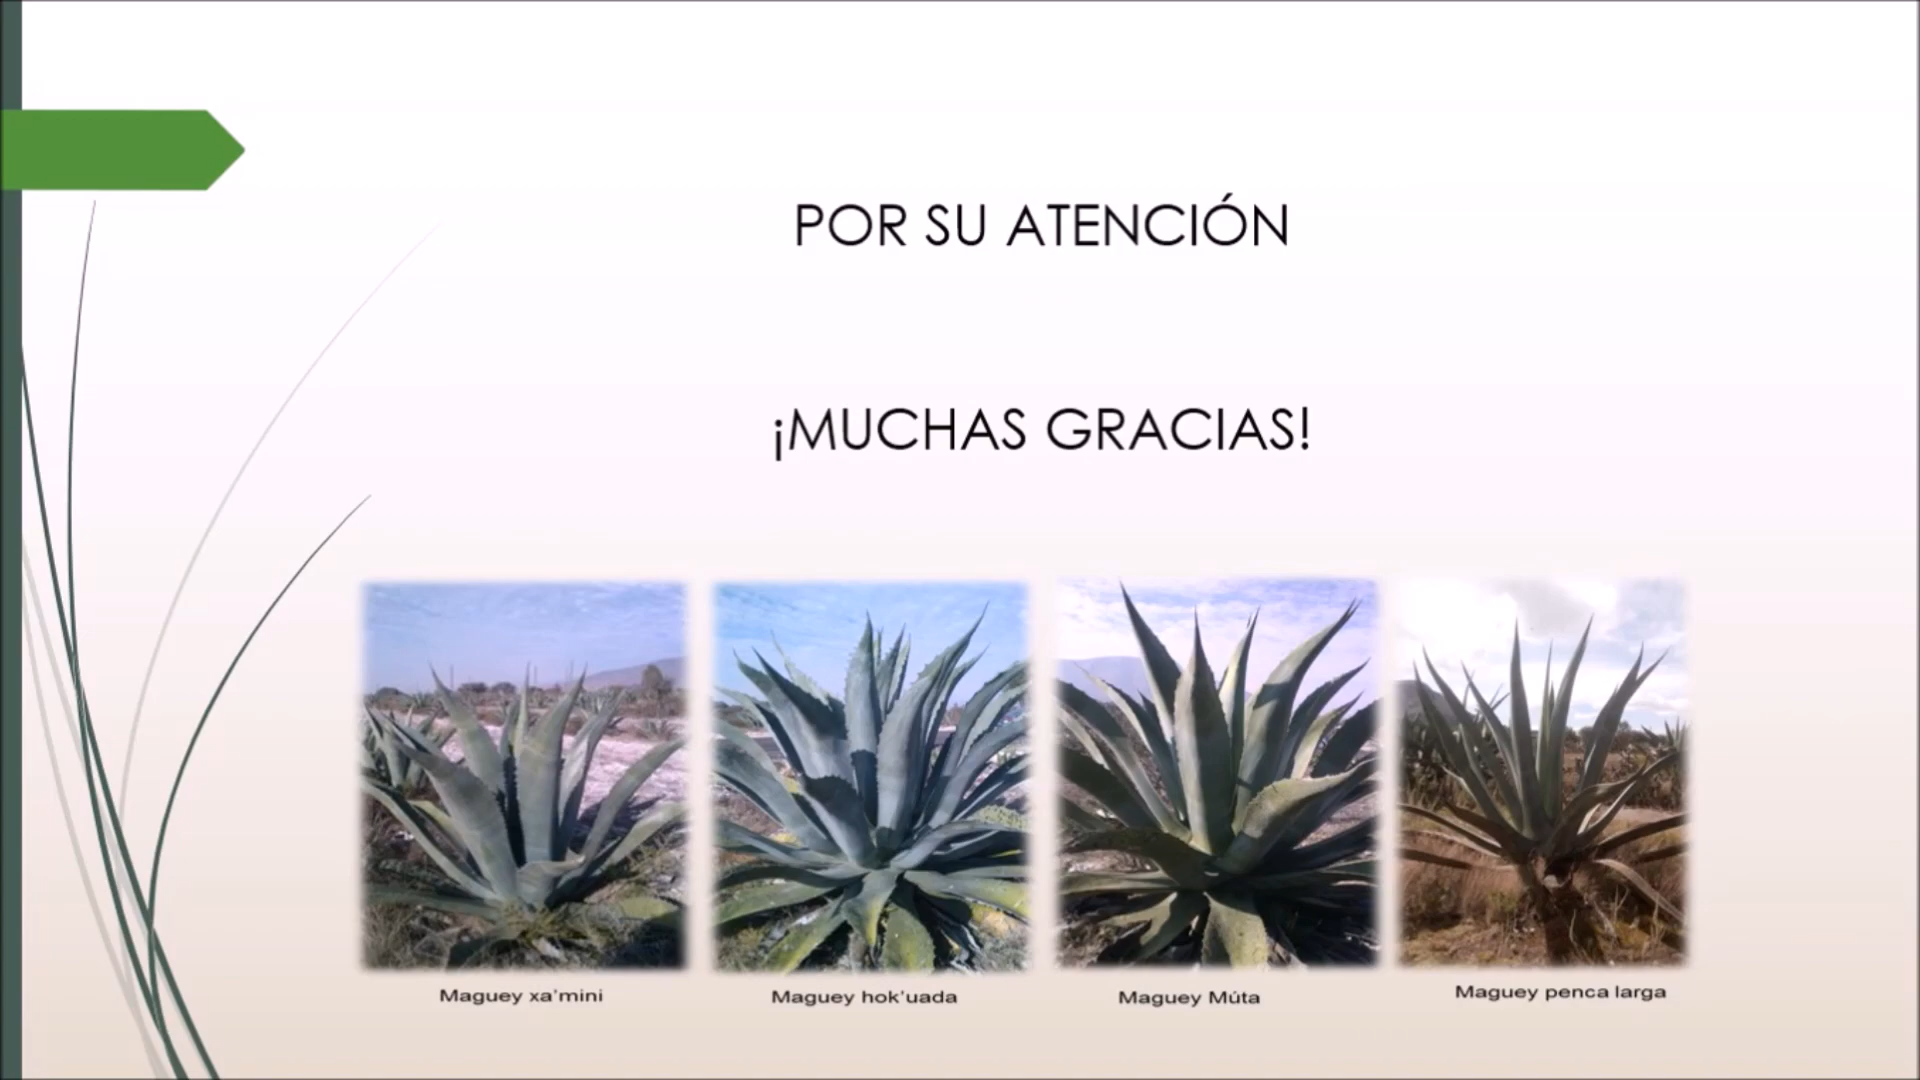 POR SU ATENCIÓN
¡MUCHAS GRACIAS!
Maguey xa'mini
Maguey hok'uada
Maguey Múta
Maguey penca larga